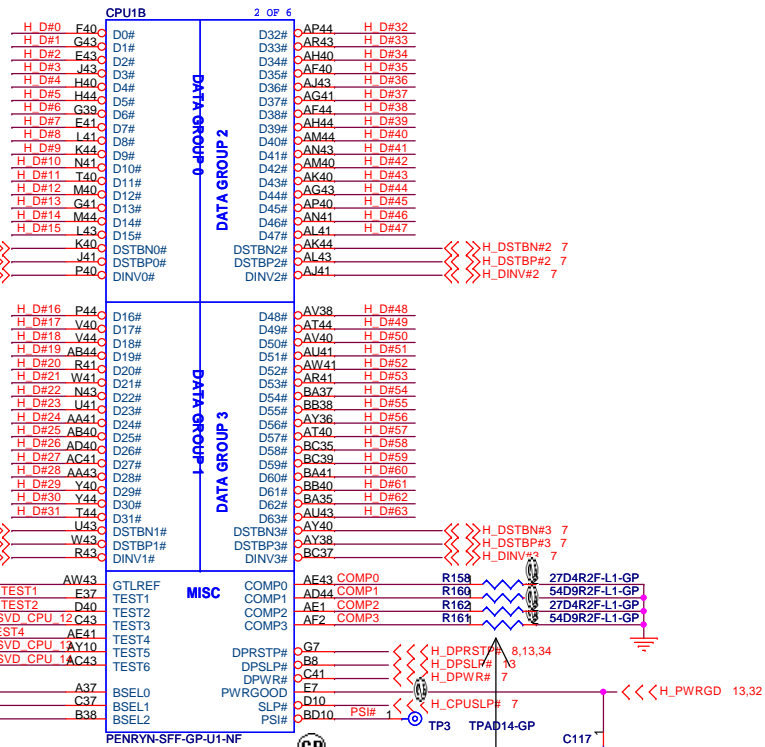 CPU1B 2 OF 6
H_D#0 F40 D0# D32# AP44 H_D#32
H_D#1 G43 D1# D33# AR43 H_D#33
H_D#2 E43 D2# D34# AH40 H_D#34
H_D#3 J43 D3# D35# AF40 H_D#35
H_D#4 H40 D4# D36# AJ43 H_D#36
H_D#5 H44 D5# D37# AG41 H_D#37
H_D#6 G39 D6# D38# AF44 H_D#38
H_D#7 E41 D7# D39# AH44 H_D#39
H_D#8 L41 D8# D40# AM44 H_D#40
H_D#9 K44 D9# D41# AN43 H_D#41
H_D#10 N41 D10# D42# AM40 H_D#42
H_D#11 T40 D11# D43# AK40 H_D#43
H_D#12 M40 D12# D44# AG43 H_D#44
H_D#13 G41 D13# D45# AP40 H_D#45
H_D#14 M44 D14# D46# AN41 H_D#46
H_D#15 L43 D15# D47# AL41 H_D#47
K40 DSTBN0# DSTBN2# AK44 H_DSTBN#2 7
J41 DSTBP0# DSTBP2# AL43 H_DSTBP#2 7
P40 DINV0# DINV2# AJ41 H_DINV#2 7
DATA GROUP 0
DATA GROUP 2
H_D#16 P44 D16# D48# AV38 H_D#48
H_D#17 V40 D17# D49# AT44 H_D#49
H_D#18 V44 D18# D50# AV40 H_D#50
H_D#19 AB44 D19# D51# AU41 H_D#51
H_D#20 R41 D20# D52# AW41 H_D#52
H_D#21 W41 D21# D53# AR41 H_D#53
H_D#22 N43 D22# D54# BA37 H_D#54
H_D#23 U41 D23# D55# BB38 H_D#55
H_D#24 AA41 D24# D56# AY36 H_D#56
H_D#25 AB40 D25# D57# AT40 H_D#57
H_D#26 AD40 D26# D58# BC35 H_D#58
H_D#27 AC41 D27# D59# BC39 H_D#59
H_D#28 AA43 D28# D60# BA41 H_D#60
H_D#29 Y40 D29# D61# BB40 H_D#61
H_D#30 Y44 D30# D62# BA35 H_D#62
H_D#31 T44 D31# D63# AU43 H_D#63
U43 DSTBN1# DSTBN3# AY40 H_DSTBN#3 7
W43 DSTBP1# DSTBP3# AY38 H_DSTBP#3 7
R43 DINV1# DINV3# BC37 H_DINV#3 7
DATA GROUP 1
DATA GROUP 3
MISC
AW43 GTLREF COMP0 AE43 COMP0 R158 27D4R2F-L1-GP
TEST1 E37 TEST1 COMP1 AD44 COMP1 R160 54D9R2F-L1-GP
TEST2 D40 TEST2 COMP2 AE1 COMP2 R162 27D4R2F-L1-GP
SVD_CPU_12 C43 TEST3 COMP3 AF2 COMP3 R161 54D9R2F-L1-GP
EST4 AE41 TEST4
SVD_CPU_13 AY10 TEST5 DPRSTP# G7 H_DPRSTP# 8,13,34
SVD_CPU_14 AC43 TEST6 DPSLP# B8 H_DPSLP# 13
DPWR# C41 H_DPWR# 7
A37 BSEL0 PWRGOOD E7 H_PWRGD 13,32
C37 BSEL1 SLP# D10 H_CPUSLP# 7
B38 BSEL2 PSI# BD10 PSI# 1 TP3 TPAD14-GP
PENRYN-SFF-GP-U1-NF
C117 1
GP